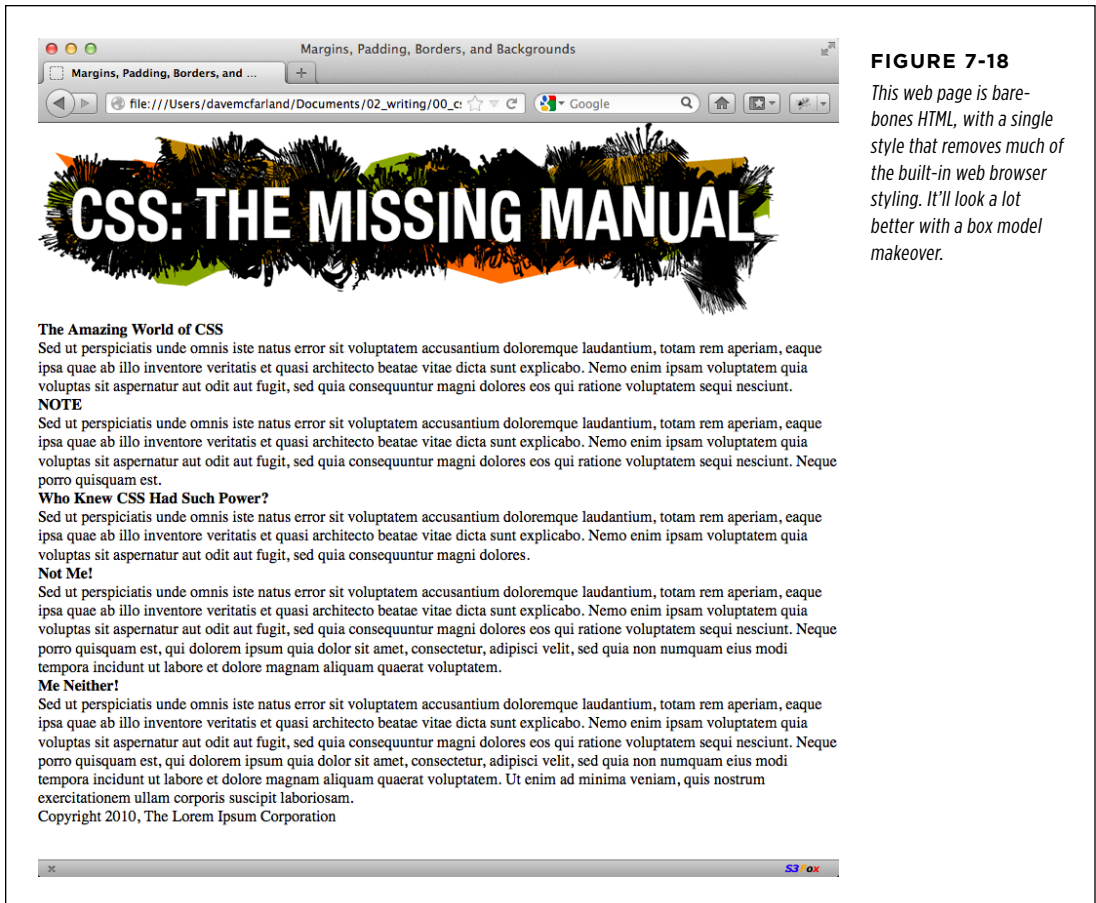 Margins, Padding, Borders, and Backgrounds
Margins, Padding, Borders, and ...
file:///Users/davemcfarland/Documents/02_writing/00_c
Google
CSS: THE MISSING MANUAL
The Amazing World of CSS
Sed ut perspiciatis unde omnis iste natus error sit voluptatem accusantium doloremque laudantium, totam rem aperiam, eaque
ipsa quae ab illo inventore veritatis et quasi architecto beatae vitae dicta sunt explicabo. Nemo enim ipsam voluptatem quia
voluptas sit aspernatur aut odit aut fugit, sed quia consequuntur magni dolores eos qui ratione voluptatem sequi nesciunt.
NOTE
Sed ut perspiciatis unde omnis iste natus error sit voluptatem accusantium doloremque laudantium, totam rem aperiam, eaque
ipsa quae ab illo inventore veritatis et quasi architecto beatae vitae dicta sunt explicabo. Nemo enim ipsam voluptatem quia
voluptas sit aspernatur aut odit aut fugit, sed quia consequuntur magni dolores eos qui ratione voluptatem sequi nesciunt. Neque
porro quisquam est.
Who Knew CSS Had Such Power?
Sed ut perspiciatis unde omnis iste natus error sit voluptatem accusantium doloremque laudantium, totam rem aperiam, eaque
ipsa quae ab illo inventore veritatis et quasi architecto beatae vitae dicta sunt explicabo. Nemo enim ipsam voluptatem quia
voluptas sit aspernatur aut odit aut fugit, sed quia consequuntur magni dolores.
Not Me!
Sed ut perspiciatis unde omnis iste natus error sit voluptatem accusantium doloremque laudantium, totam rem aperiam, eaque
ipsa quae ab illo inventore veritatis et quasi architecto beatae vitae dicta sunt explicabo. Nemo enim ipsam voluptatem quia
voluptas sit aspernatur aut odit aut fugit, sed quia consequuntur magni dolores eos qui ratione voluptatem sequi nesciunt. Neque
porro quisquam est, qui dolorem ipsum quia dolor sit amet, consectetur, adipisci velit, sed quia non numquam eius modi
tempora incidunt ut labore et dolore magnam aliquam quaerat voluptatem.
Me Neither!
Sed ut perspiciatis unde omnis iste natus error sit voluptatem accusantium doloremque laudantium, totam rem aperiam, eaque
ipsa quae ab illo inventore veritatis et quasi architecto beatae vitae dicta sunt explicabo. Nemo enim ipsam voluptatem quia
voluptas sit aspernatur aut odit aut fugit, sed quia consequuntur magni dolores eos qui ratione voluptatem sequi nesciunt. Neque
porro quisquam est, qui dolorem ipsum quia dolor sit amet, consectetur, adipisci velit, sed quia non numquam eius modi
tempora incidunt ut labore et dolore magnam aliquam quaerat voluptatem. Ut enim ad minima veniam, quis nostrum
exercitationem ullam corporis suscipit laboriosam.
Copyright 2010, The Lorem Ipsum Corporation
S3Fox
FIGURE 7-18
This web page is bare-
bones HTML, with a single
style that removes much of
the built-in web browser
styling. It'll look a lot
better with a box model
makeover.